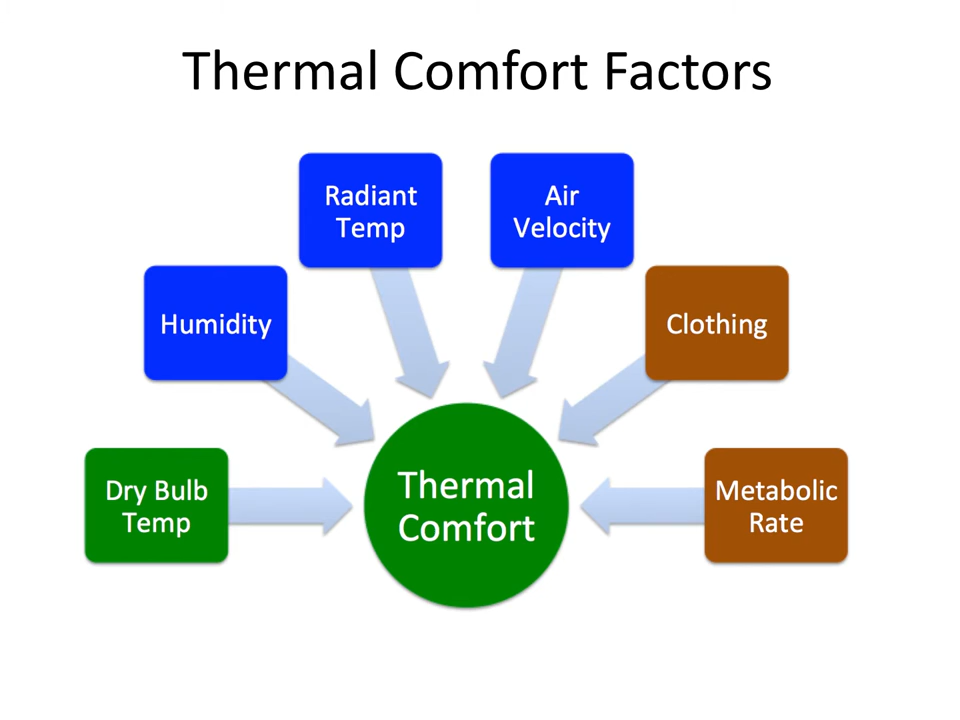 Thermal Comfort Factors
Radiant
Temp
Air
Velocity
Humidity
Clothing
Dry Bulb
Temp
Thermal
Comfort
Metabolic
Rate